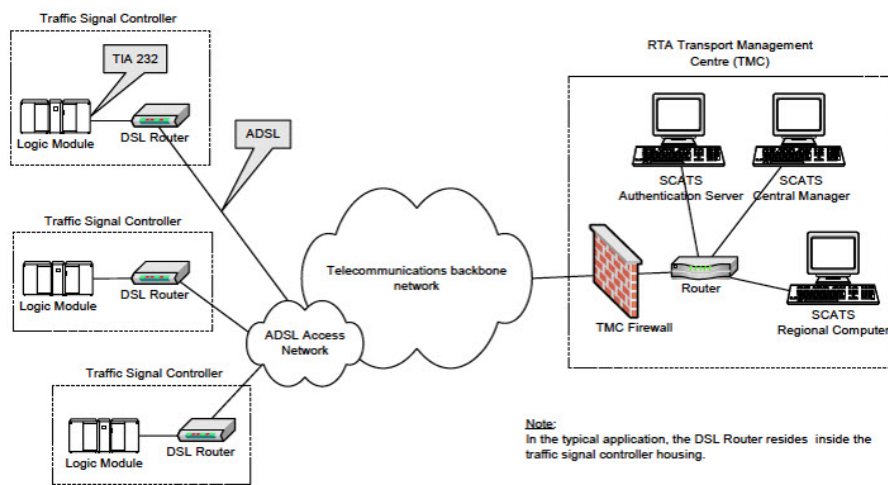 Traffic Signal Controller
TIA 232
Logic Module
DSL Router
ADSL
Traffic Signal Controller
Logic Module
DSL Router
Traffic Signal Controller
Logic Module
DSL Router
ADSL Access
Network
Telecommunications backbone
network
RTA Transport Management
Centre (TMC)
SCATS
Authentication Server
SCATS
Central Manager
Router
TMC Firewall
SCATS
Regional Computer
Note:
In the typical application, the DSL Router resides inside the
traffic signal controller housing.